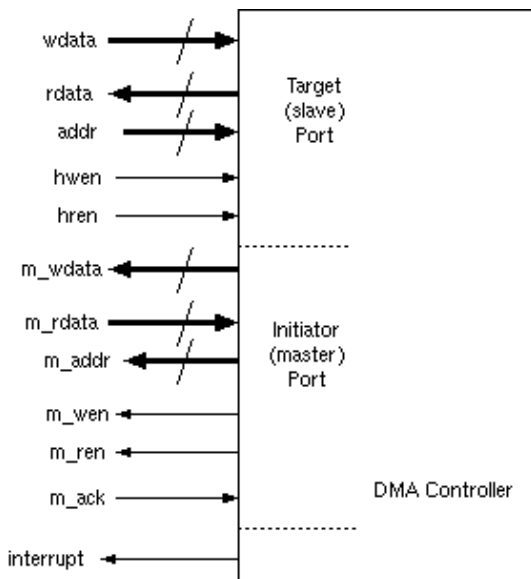 wdata
rdata
addr
hwen
hren
Target
(slave)
Port
m_wdata
m_rdata
m_addr
m_wen
m_ren
m_ack
Initiator
(master)
Port
DMA Controller
interrupt